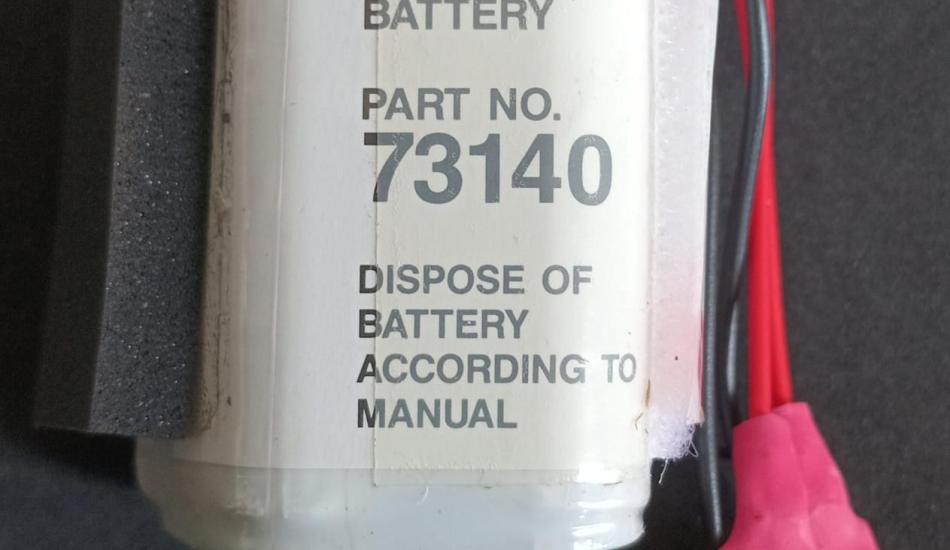 BATTERY
PART NO.
73140
DISPOSE OF
BATTERY
ACCORDING TO
MANUAL